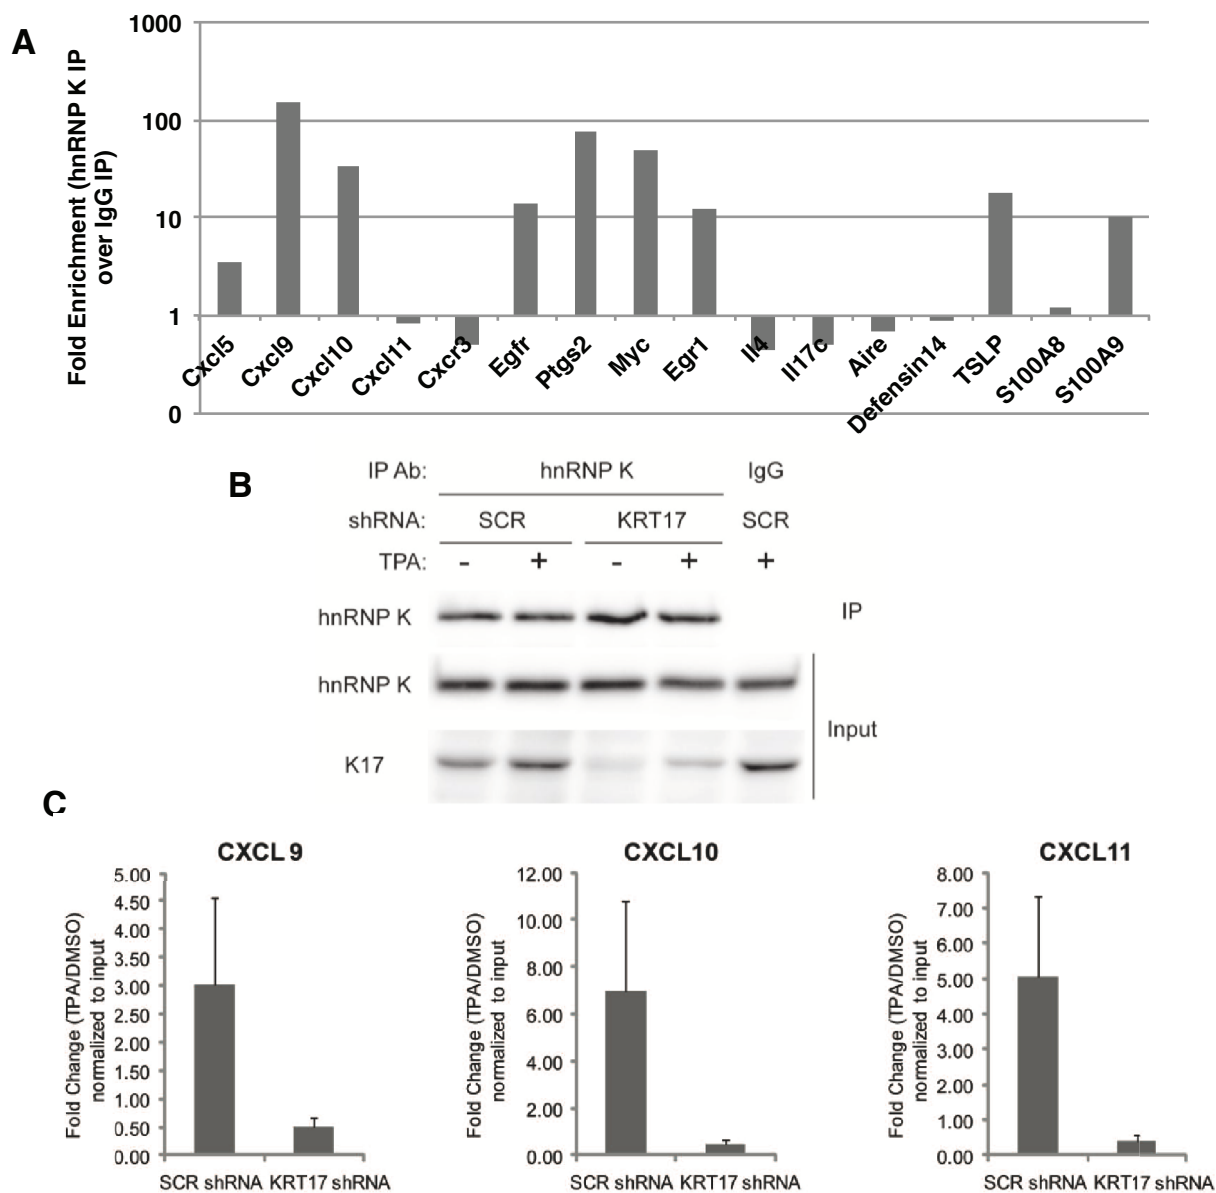 A
Fold Enrichment (hnRNP K IP
over IgG IP)
1000
100
10
1
0
Cxcl5
Cxcl9
Cxcl10
Cxcl11
Cxcr3
Egfr
Ptgs2
Myc
Egr1
Il4
Il17c
Aire
Defensin14
TSLP
S100A8
S100A9
B
IP Ab: hnRNP K IgG
shRNA: SCR KRT17 SCR
TPA: - + - + +
hnRNP K IP
hnRNP K
Input
K17
C
CXCL 9
Fold Change (TPA/DMSO)
normalized to input
5.00
4.50
4.00
3.50
3.00
2.50
2.00
1.50
1.00
0.50
0.00
SCR shRNA KRT17 shRNA
CXCL10
Fold Change (TPA/DMSO)
normalized to input
12.00
10.00
8.00
6.00
4.00
2.00
0.00
SCR shRNA KRT17 shRNA
CXCL11
Fold Change (TPA/DMSO)
normalized to input
8.00
7.00
6.00
5.00
4.00
3.00
2.00
1.00
0.00
SCR shRNA KRT17 shRNA